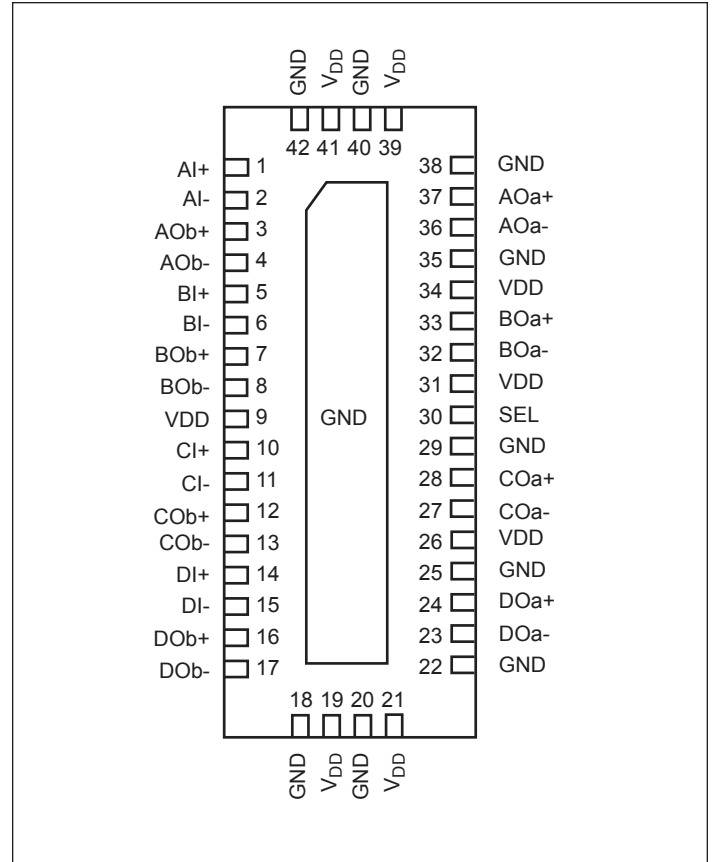 GND VDD GND VDD
42 41 40 39
AI+ 1 38 GND
AI- 2 37 AOa+
AOb+ 3 36 AOa-
AOb- 4 35 GND
BI+ 5 34 VDD
BI- 6 33 BOa+
BOb+ 7 32 BOa-
BOb- 8 31 VDD
VDD 9 GND 30 SEL
CI+ 10 29 GND
CI- 11 28 COa+
COb+ 12 27 COa-
COb- 13 26 VDD
DI+ 14 25 GND
DI- 15 24 DOa+
DOb+ 16 23 DOa-
DOb- 17 22 GND
18 19 20 21
GND VDD GND VDD